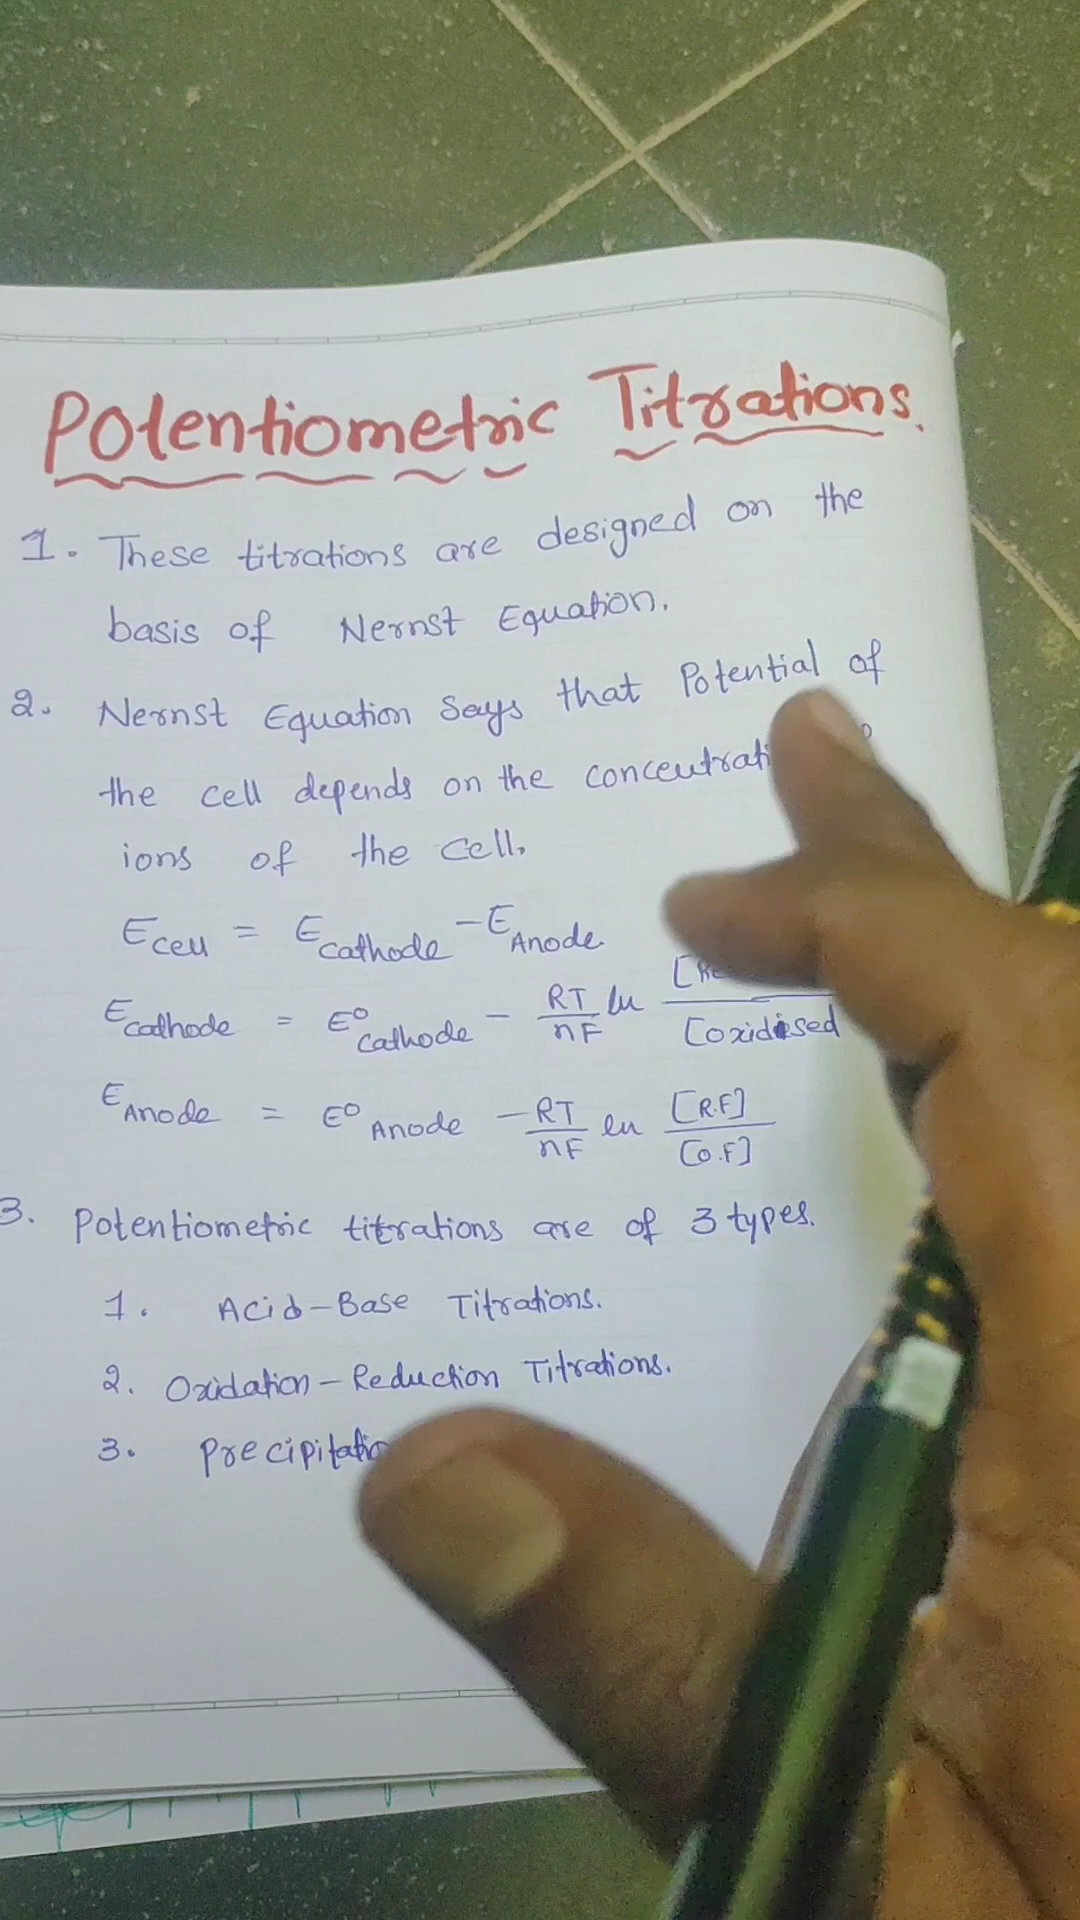 Potentiometric Titrations.
1. These titrations are designed on the
basis of Nernst Equation.
2. Nernst Equation Says that Potential of
the cell depends on the
ions of the cell.
Ecell = Ecathode - EAnode
Ecathode = E°Cathode - RT/nF ln [oxidised
EAnode = E°Anode - RT/nF ln [R.F]/[O.F]
3. Potentiometric titrations are of 3 types.
1. Acid-Base Titrations.
2. Oxidation-Reduction Titrations.
3.